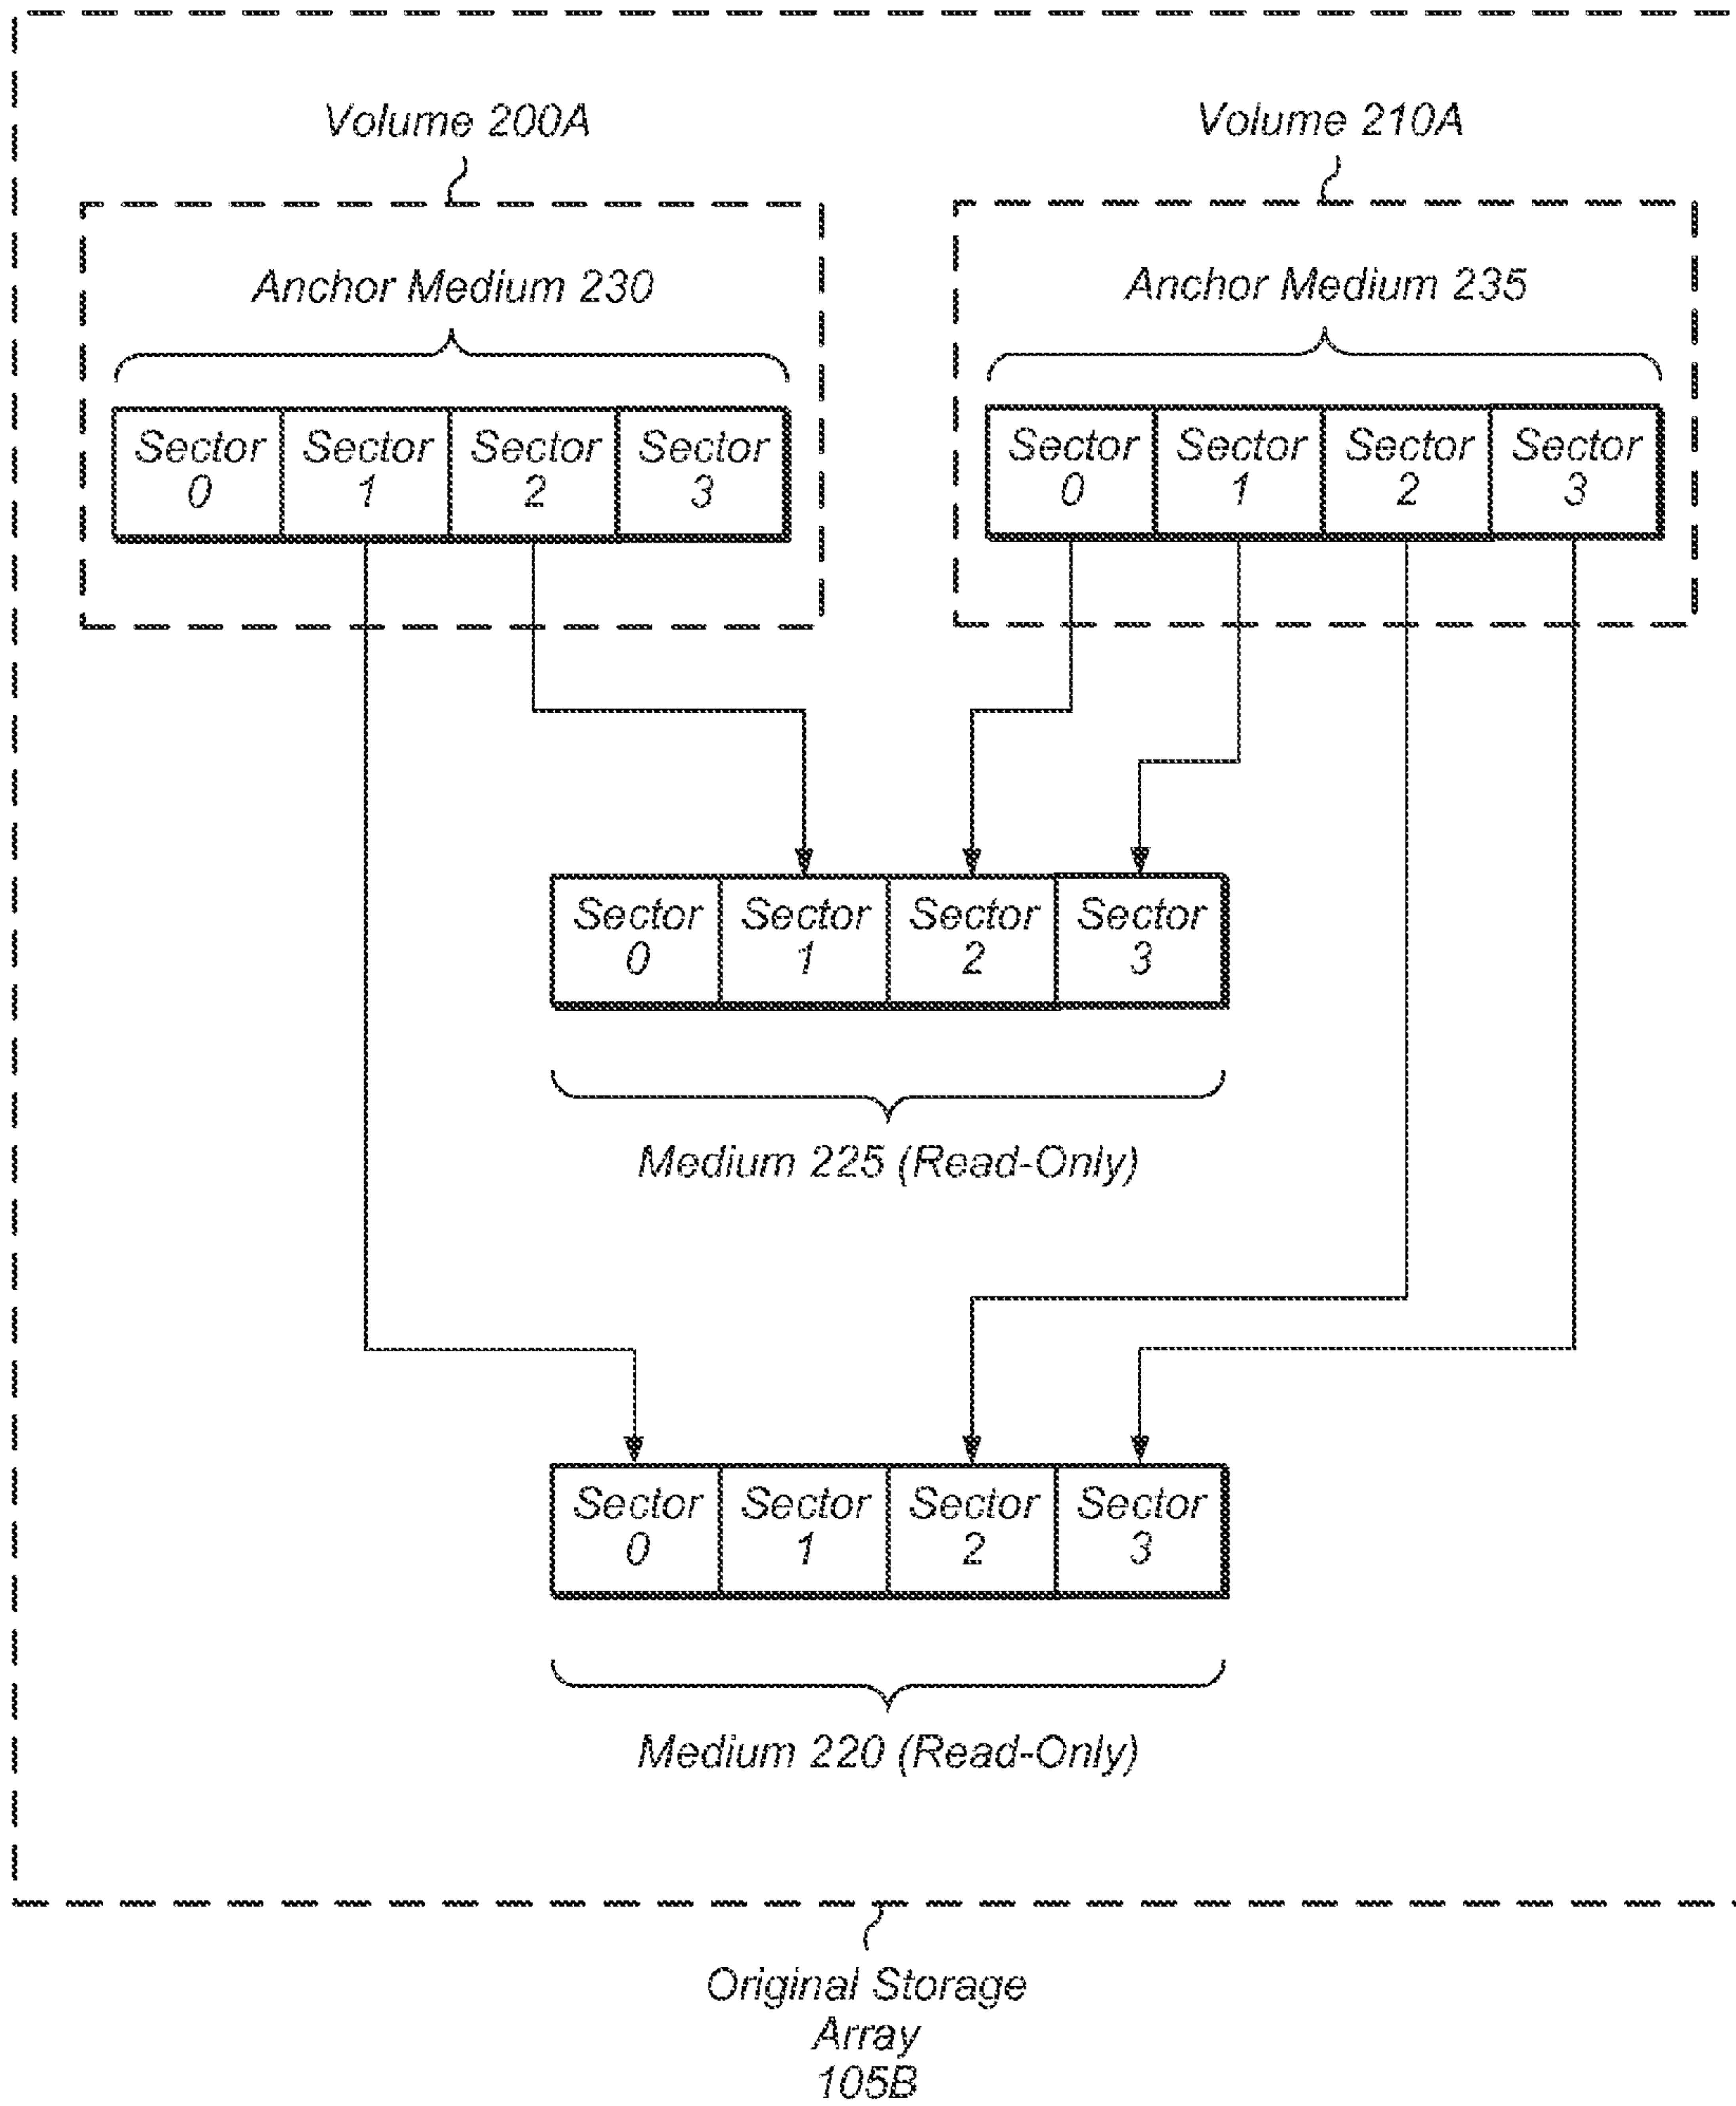 Volume 200A
Volume 210A
Anchor Medium 230
Anchor Medium 235
Sector Sector Sector Sector
0 1 2 3
Sector Sector Sector Sector
0 1 2 3
Sector Sector Sector Sector
0 1 2 3
Medium 225 (Read-Only)
Sector Sector Sector Sector
0 1 2 3
Medium 220 (Read-Only)
Original Storage
Array
105B